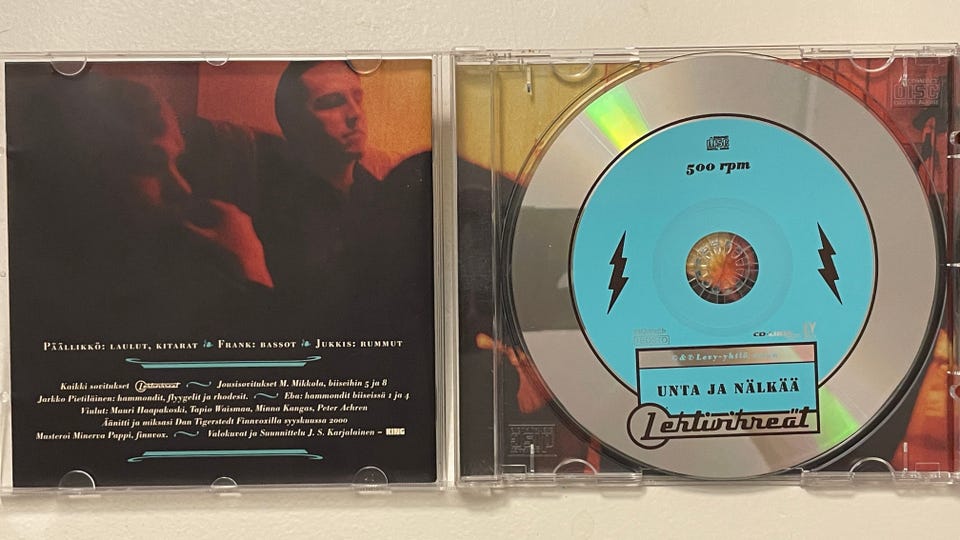 Päällikkö: laulut, kitarat Frank: bassot Jukkis: rummut
Kaikki sovitukset Lehtivihreät Jousisovitukset M. Mikkola, biiseihin 5 ja 8
Jarkko Pietiläinen: hammondit, flyygelit ja rhodesit. Eba: hammondit biiseissä 1 ja 4
Viulut: Mauri Haapakoski, Tapio Waismaa, Minna Kangas, Peter Achren
Äänitti ja miksasi Dan Tigerstedt Finnvoxilla syyskuussa 2000
Masteroi Minerva Pappi, finnvox. Valokuvat ja Suunnittelu J. S. Karjalainen – KING
DISC
500 rpm
UNTA JA NÄLKÄÄ
Lehtivihreät